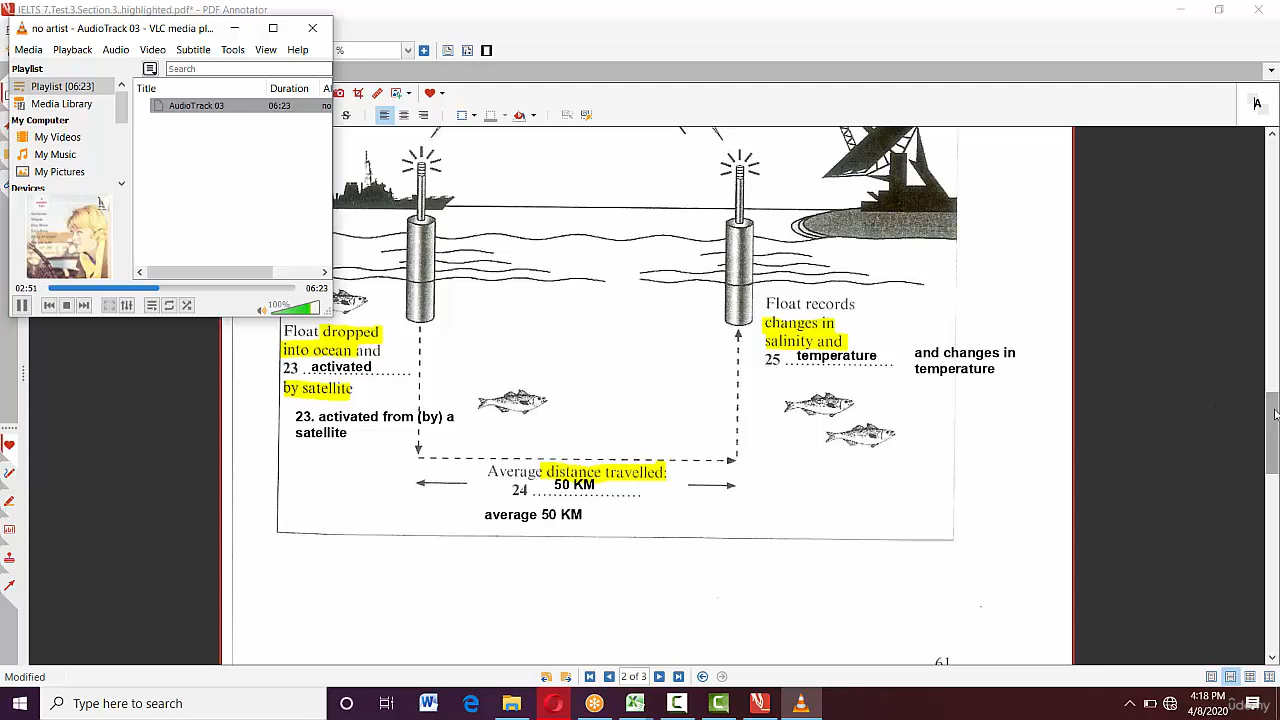 IELTS 7.Test.3.Section.3..highlighted.pdf* - PDF Annotator
no artist - AudioTrack 03 - VLC media pl...
Media Playback Audio Video Subtitle Tools View Help
%
Playlist
Search
Playlist [06:23]
Media Library
My Computer
My Videos
My Music
My Pictures
Devices
Title Duration Al
AudioTrack 03 06:23 no
02:51 06:23
100%
A
Float records
changes in
salinity and
25 temperature
and changes in
temperature
Float dropped
into ocean and
23 activated
by satellite
23. activated from (by) a
satellite
Average distance travelled:
24 50 KM
average 50 KM
61
Modified
2 of 3
Type here to search
4:18 PM
4/8/2020
Udemy